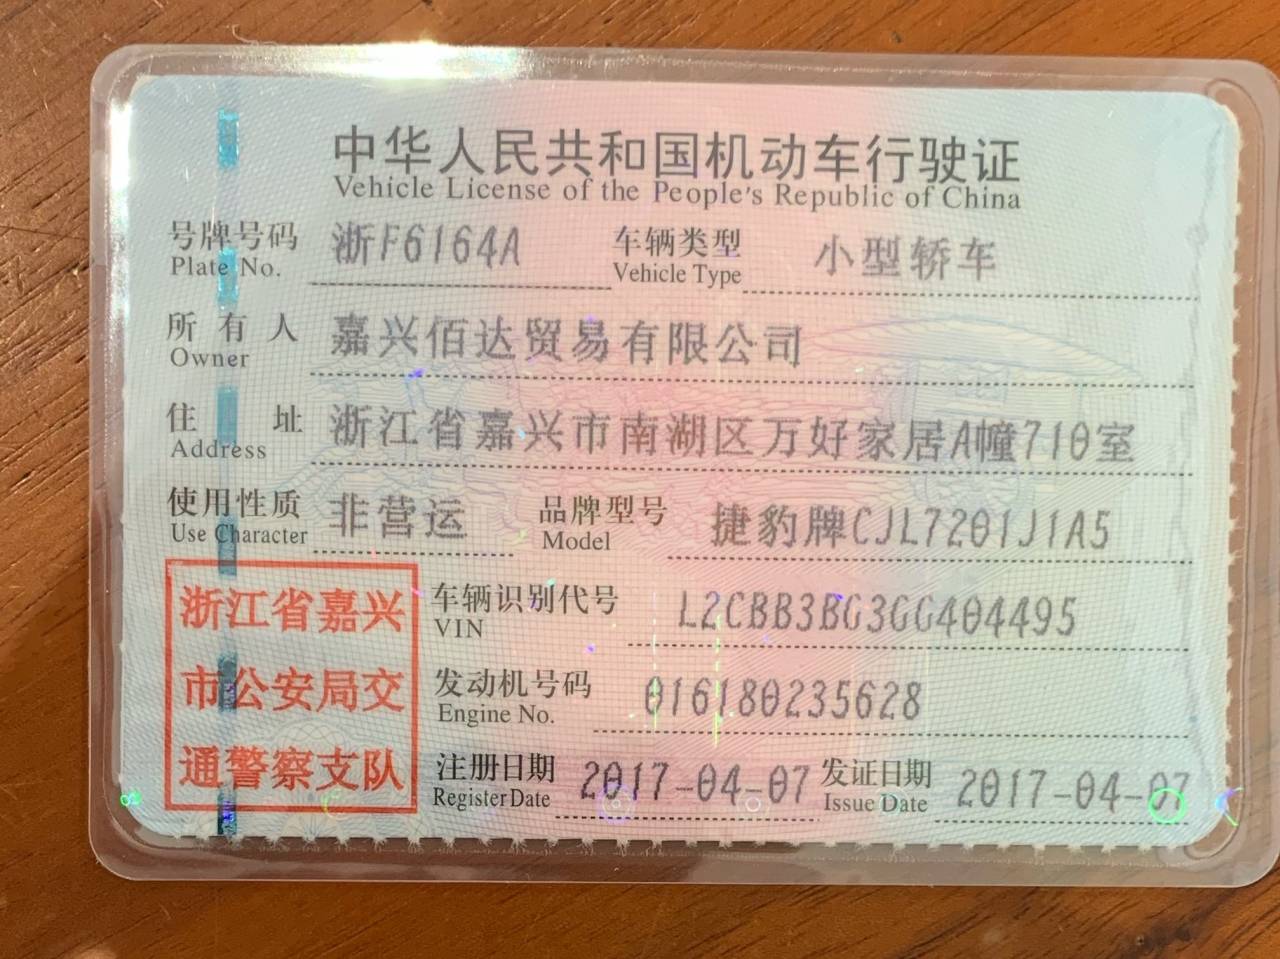 中华人民共和国机动车行驶证
Vehicle License of the People's Republic of China
号牌号码 浙F6164A 车辆类型 小型轿车
Plate No. Vehicle Type
所有人 嘉兴佰达贸易有限公司
Owner
住址 浙江省嘉兴市南湖区万好家居A幢710室
Address
使用性质 非营运 品牌型号 捷豹牌CJL7201J1A5
Use Character Model
浙江省嘉兴
市公安局交
通警察支队
车辆识别代号 L2CBB3BG3GG404495
VIN
发动机号码 016180235628
Engine No.
注册日期 2017-04-07 发证日期 2017-04-07
Register Date Issue Date